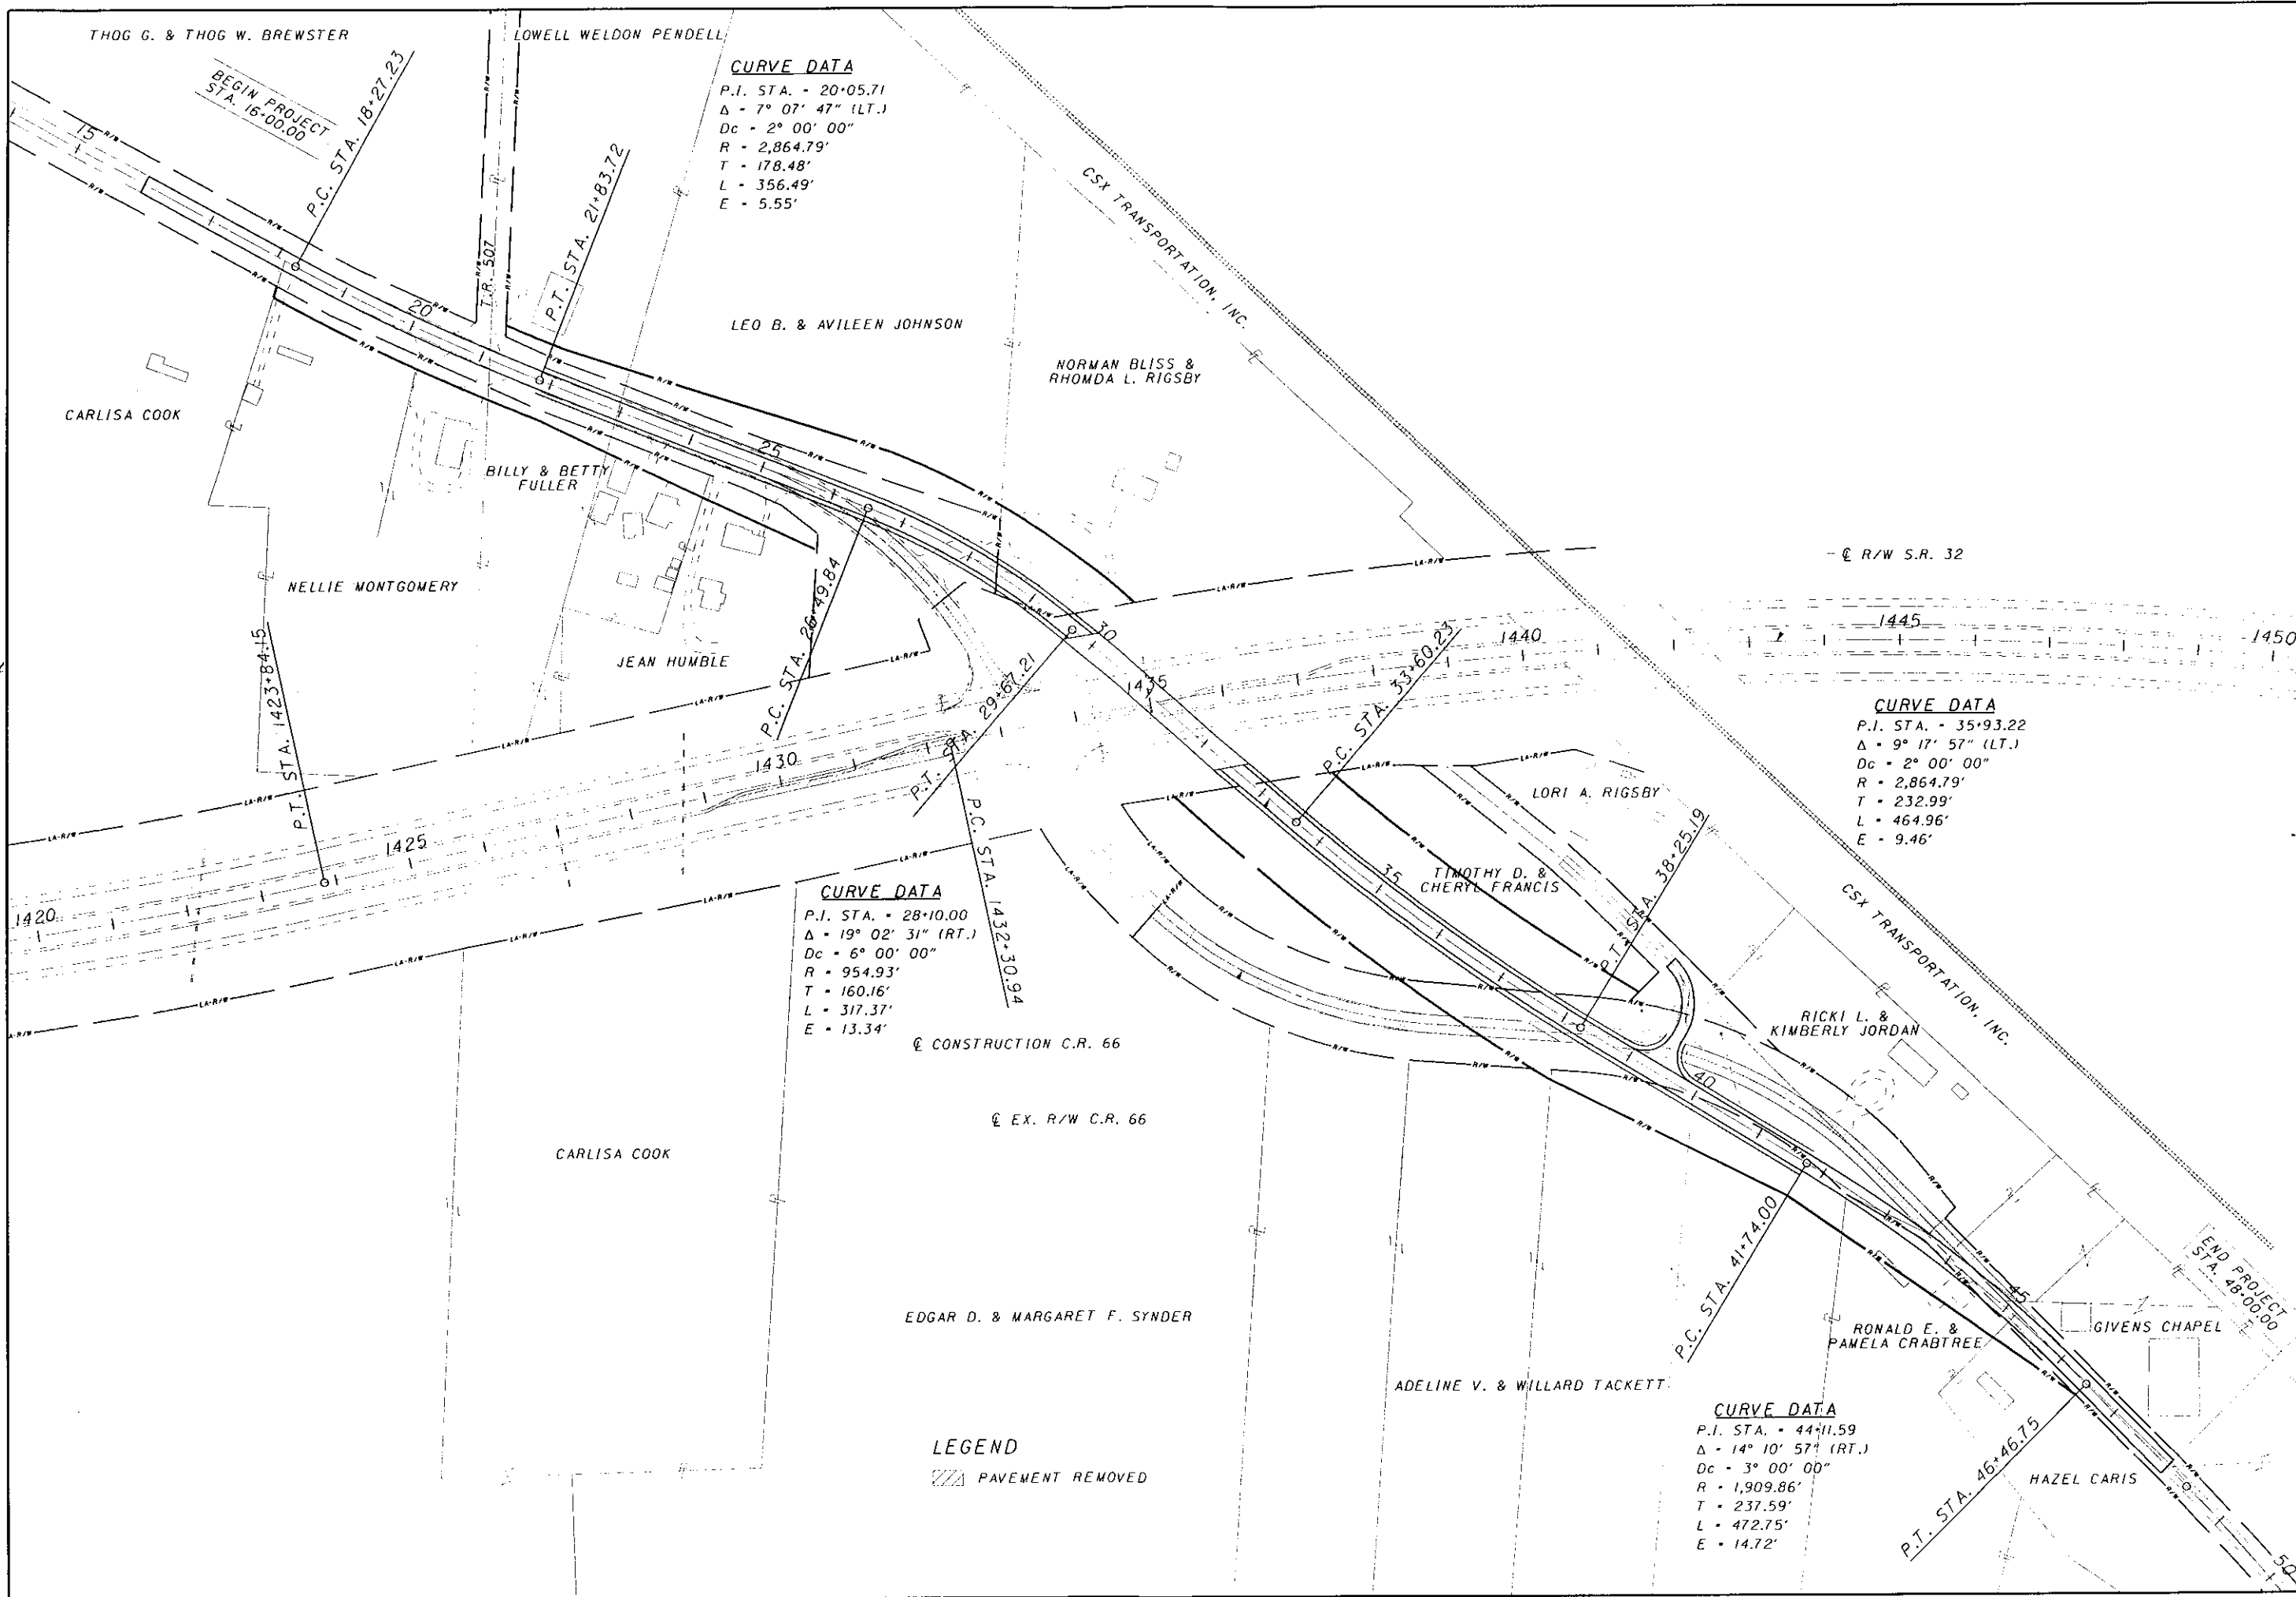 THOG G. & THOG W. BREWSTER
LOWELL WELDON PENDELL
BEGIN PROJECT
STA. 16+00.00
P.C. STA. 18+27.23
CURVE DATA
P.I. STA. = 20+05.71
Δ = 7° 07' 47" (LT.)
Dc = 2° 00' 00"
R = 2,864.79'
T = 178.48'
L = 356.49'
E = 5.55'
15
P.T. STA. 21+83.72
T.R. 507
20
CSX TRANSPORTATION, INC.
LEO B. & AVILEEN JOHNSON
NORMAN BLISS &
RHOMDA L. RIGSBY
CARLISA COOK
25
BILLY & BETTY
FULLER
NELLIE MONTGOMERY
JEAN HUMBLE
P.C. STA. 26+49.84
30
℄ R/W S.R. 32
1440
1445
1450
P.T. STA. 1423+84.15
P.T. STA. 29+67.21
1435
P.C. STA. 33+60.23
1430
1425
1420
CURVE DATA
P.I. STA. = 35+93.22
Δ = 9° 17' 57" (LT.)
Dc = 2° 00' 00"
R = 2,864.79'
T = 232.99'
L = 464.96'
E = 9.46'
LORI A. RIGSBY
P.C. STA. 1432+30.94
35
TIMOTHY D. &
CHERYL FRANCIS
P.T. STA. 38+25.19
CSX TRANSPORTATION, INC.
CURVE DATA
P.I. STA. = 28+10.00
Δ = 19° 02' 31" (RT.)
Dc = 6° 00' 00"
R = 954.93'
T = 160.16'
L = 317.37'
E = 13.34'
RICKI L. &
KIMBERLY JORDAN
℄ CONSTRUCTION C.R. 66
40
℄ EX. R/W C.R. 66
CARLISA COOK
P.C. STA. 41+74.00
END PROJECT
STA. 48+00.00
45
EDGAR D. & MARGARET F. SYNDER
RONALD E. &
PAMELA CRABTREE
GIVENS CHAPEL
ADELINE V. & WILLARD TACKETT
CURVE DATA
P.I. STA. = 44+11.59
Δ = 14° 10' 57" (RT.)
Dc = 3° 00' 00"
R = 1,909.86'
T = 237.59'
L = 472.75'
E = 14.72'
P.T. STA. 46+46.75
HAZEL CARIS
50
LEGEND
PAVEMENT REMOVED